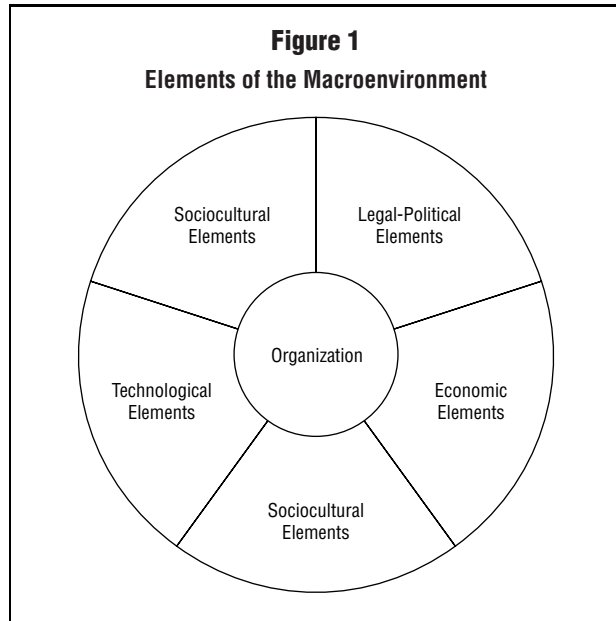 Figure 1
Elements of the Macroenvironment
Sociocultural
Elements
Legal-Political
Elements
Organization
Technological
Elements
Economic
Elements
Sociocultural
Elements